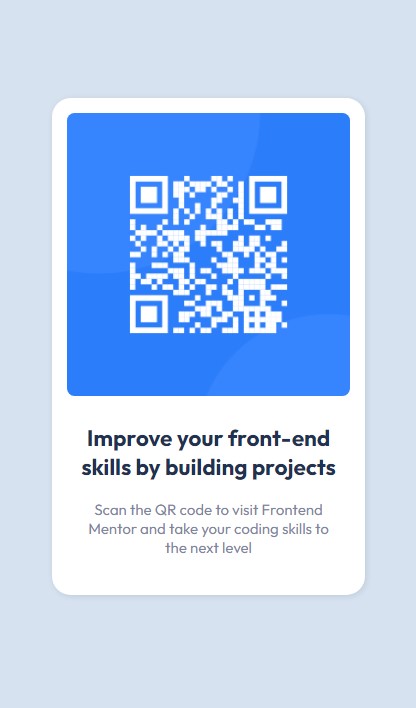 Improve your front-end
skills by building projects
Scan the QR code to visit Frontend
Mentor and take your coding skills to
the next level